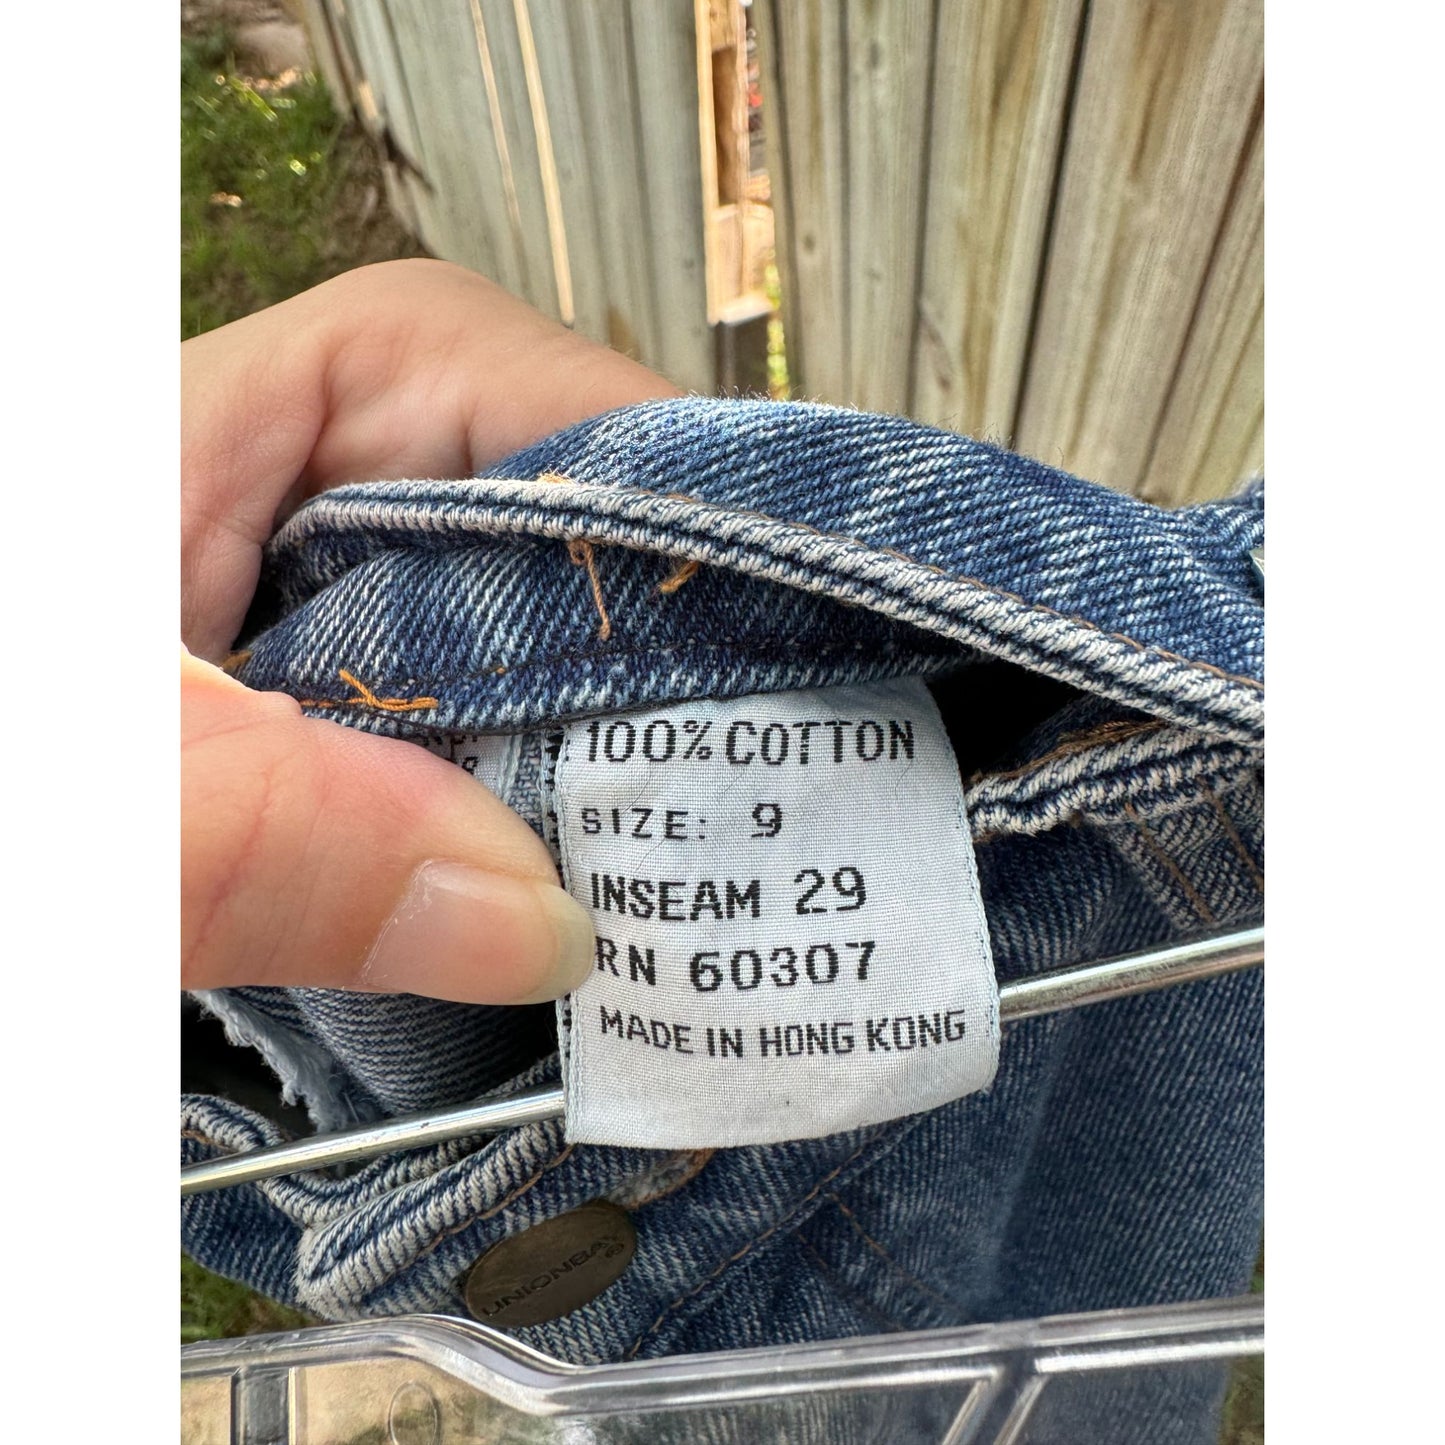 100% COTTON
SIZE: 9
INSEAM 29
RN 60307
MADE IN HONG KONG
UNIONBAY®